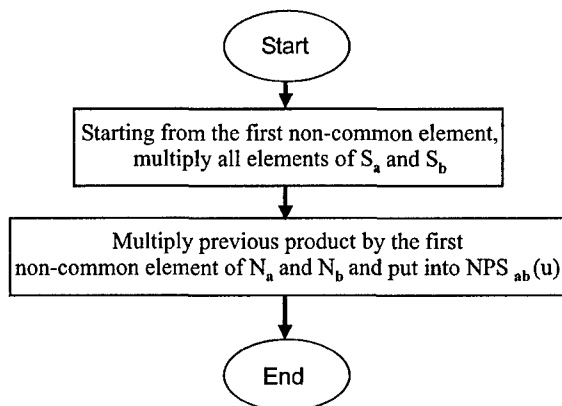 Start
Starting from the first non-common element,
multiply all elements of Sa and Sb
Multiply previous product by the first
non-common element of Na and Nb and put into NPS ab(u)
End